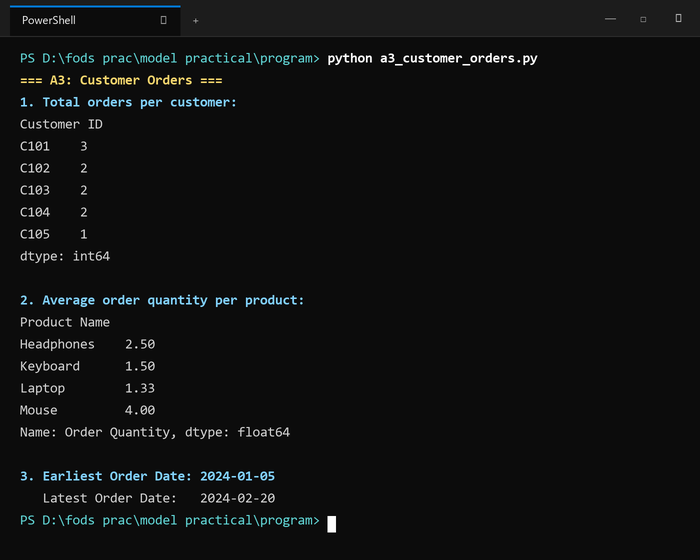 PowerShell
PS D:\fods prac\model practical\program> python a3_customer_orders.py
=== A3: Customer Orders ===
1. Total orders per customer:
Customer ID
C101    3
C102    2
C103    2
C104    2
C105    1
dtype: int64
2. Average order quantity per product:
Product Name
Headphones    2.50
Keyboard      1.50
Laptop        1.33
Mouse         4.00
Name: Order Quantity, dtype: float64
3. Earliest Order Date: 2024-01-05
   Latest Order Date:   2024-02-20
PS D:\fods prac\model practical\program>